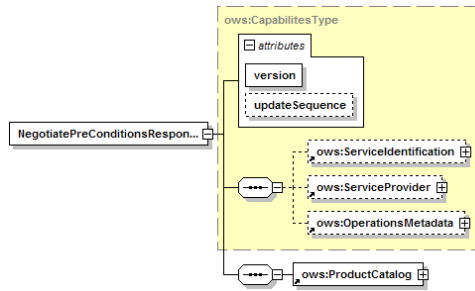 ows:CapabilitesType
attributes
version
updateSequence
NegotiatePreConditionsRespon...
ows:ServiceIdentification
ows:ServiceProvider
ows:OperationsMetadata
ows:ProductCatalog